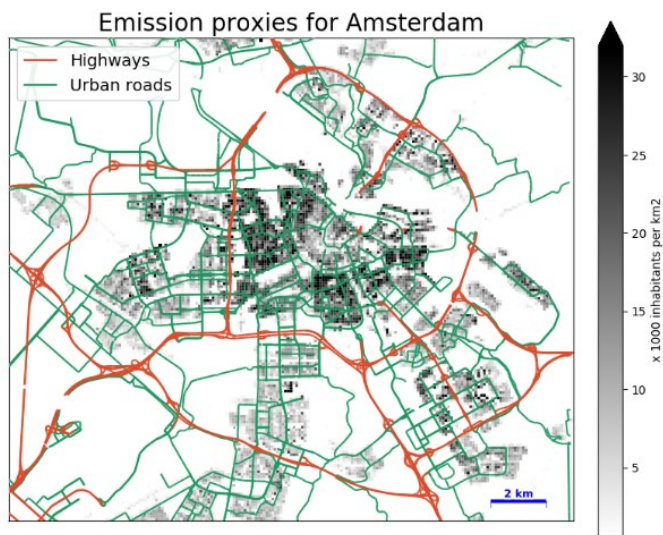 Emission proxies for Amsterdam
Highways
Urban roads
2 km
30
25
20
15
10
5
x 1000 inhabitants per km2